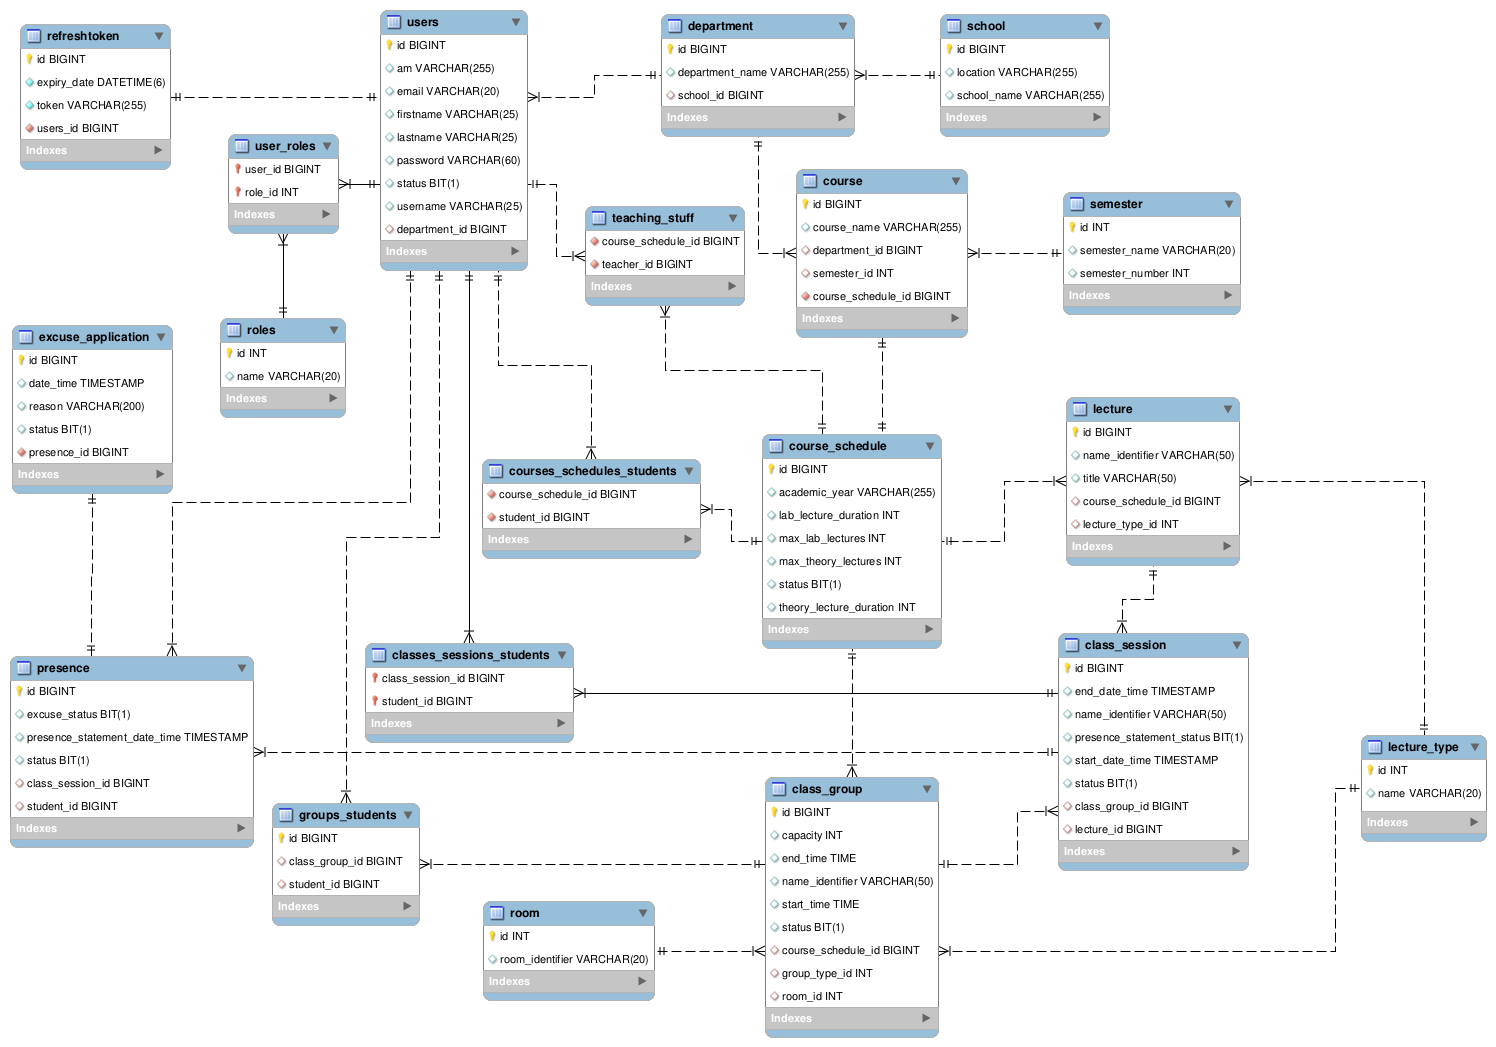 refreshtoken
id BIGINT
expiry_date DATETIME(6)
token VARCHAR(255)
users_id BIGINT
Indexes
users
id BIGINT
am VARCHAR(255)
email VARCHAR(20)
firstname VARCHAR(25)
lastname VARCHAR(25)
password VARCHAR(60)
status BIT(1)
username VARCHAR(25)
department_id BIGINT
Indexes
department
id BIGINT
department_name VARCHAR(255)
school_id BIGINT
Indexes
school
id BIGINT
location VARCHAR(255)
school_name VARCHAR(255)
Indexes
user_roles
user_id BIGINT
role_id INT
Indexes
teaching_stuff
course_schedule_id BIGINT
teacher_id BIGINT
Indexes
course
id BIGINT
course_name VARCHAR(255)
department_id BIGINT
semester_id INT
course_schedule_id BIGINT
Indexes
semester
id INT
semester_name VARCHAR(20)
semester_number INT
Indexes
excuse_application
id BIGINT
date_time TIMESTAMP
reason VARCHAR(200)
status BIT(1)
presence_id BIGINT
Indexes
roles
id INT
name VARCHAR(20)
Indexes
courses_schedules_students
course_schedule_id BIGINT
student_id BIGINT
Indexes
course_schedule
id BIGINT
academic_year VARCHAR(255)
lab_lecture_duration INT
max_lab_lectures INT
max_theory_lectures INT
status BIT(1)
theory_lecture_duration INT
Indexes
lecture
id BIGINT
name_identifier VARCHAR(50)
title VARCHAR(50)
course_schedule_id BIGINT
lecture_type_id INT
Indexes
presence
id BIGINT
excuse_status BIT(1)
presence_statement_date_time TIMESTAMP
status BIT(1)
class_session_id BIGINT
student_id BIGINT
Indexes
classes_sessions_students
class_session_id BIGINT
student_id BIGINT
Indexes
class_session
id BIGINT
end_date_time TIMESTAMP
name_identifier VARCHAR(50)
presence_statement_status BIT(1)
start_date_time TIMESTAMP
status BIT(1)
class_group_id BIGINT
lecture_id BIGINT
Indexes
lecture_type
id INT
name VARCHAR(20)
Indexes
groups_students
id BIGINT
class_group_id BIGINT
student_id BIGINT
Indexes
class_group
id BIGINT
capacity INT
end_time TIME
name_identifier VARCHAR(50)
start_time TIME
status BIT(1)
course_schedule_id BIGINT
group_type_id INT
room_id INT
Indexes
room
id INT
room_identifier VARCHAR(20)
Indexes